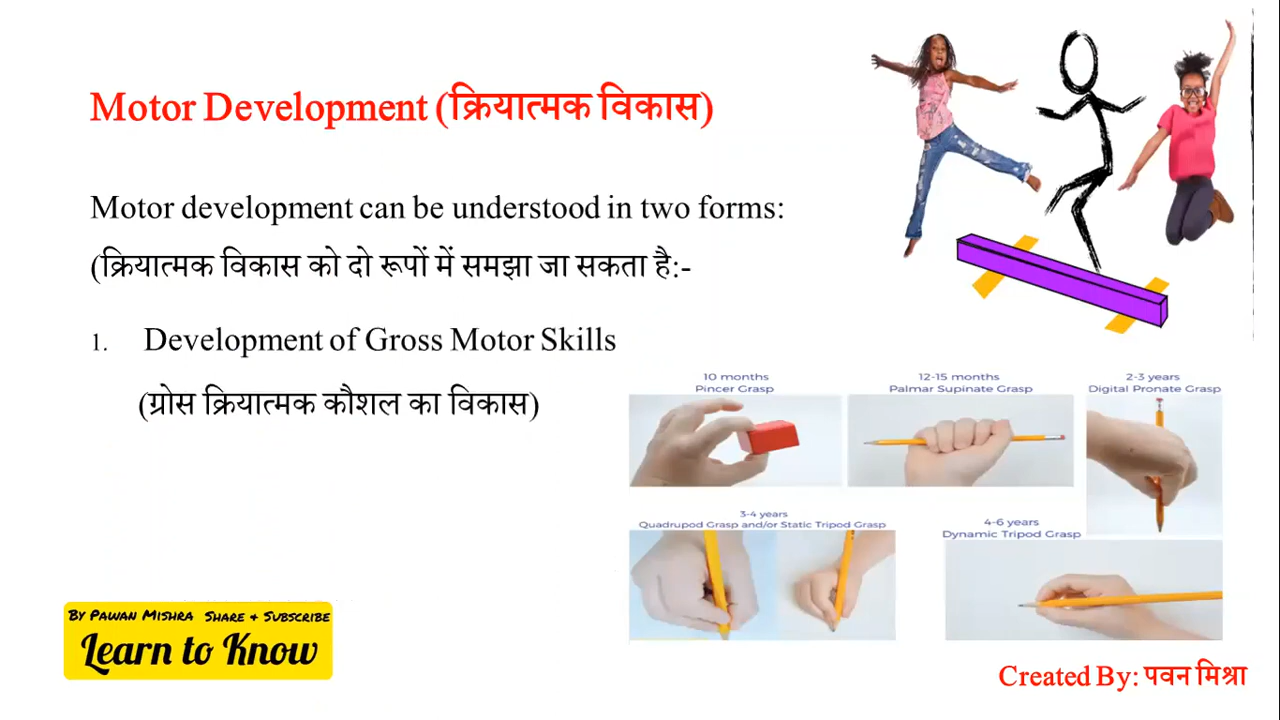 Motor Development (क्रियात्मक विकास)
Motor development can be understood in two forms:
(क्रियात्मक विकास को दो रूपों में समझा जा सकता है:-
1. Development of Gross Motor Skills
(ग्रोस क्रियात्मक कौशल का विकास)
10 months
Pincer Grasp
12-15 months
Palmar Supinate Grasp
2-3 years
Digital Pronate Grasp
3-4 years
Quadrupod Grasp and/or Static Tripod Grasp
4-6 years
Dynamic Tripod Grasp
By Pawan Mishra Share & Subscribe
Learn to Know
Created By: पवन मिश्रा